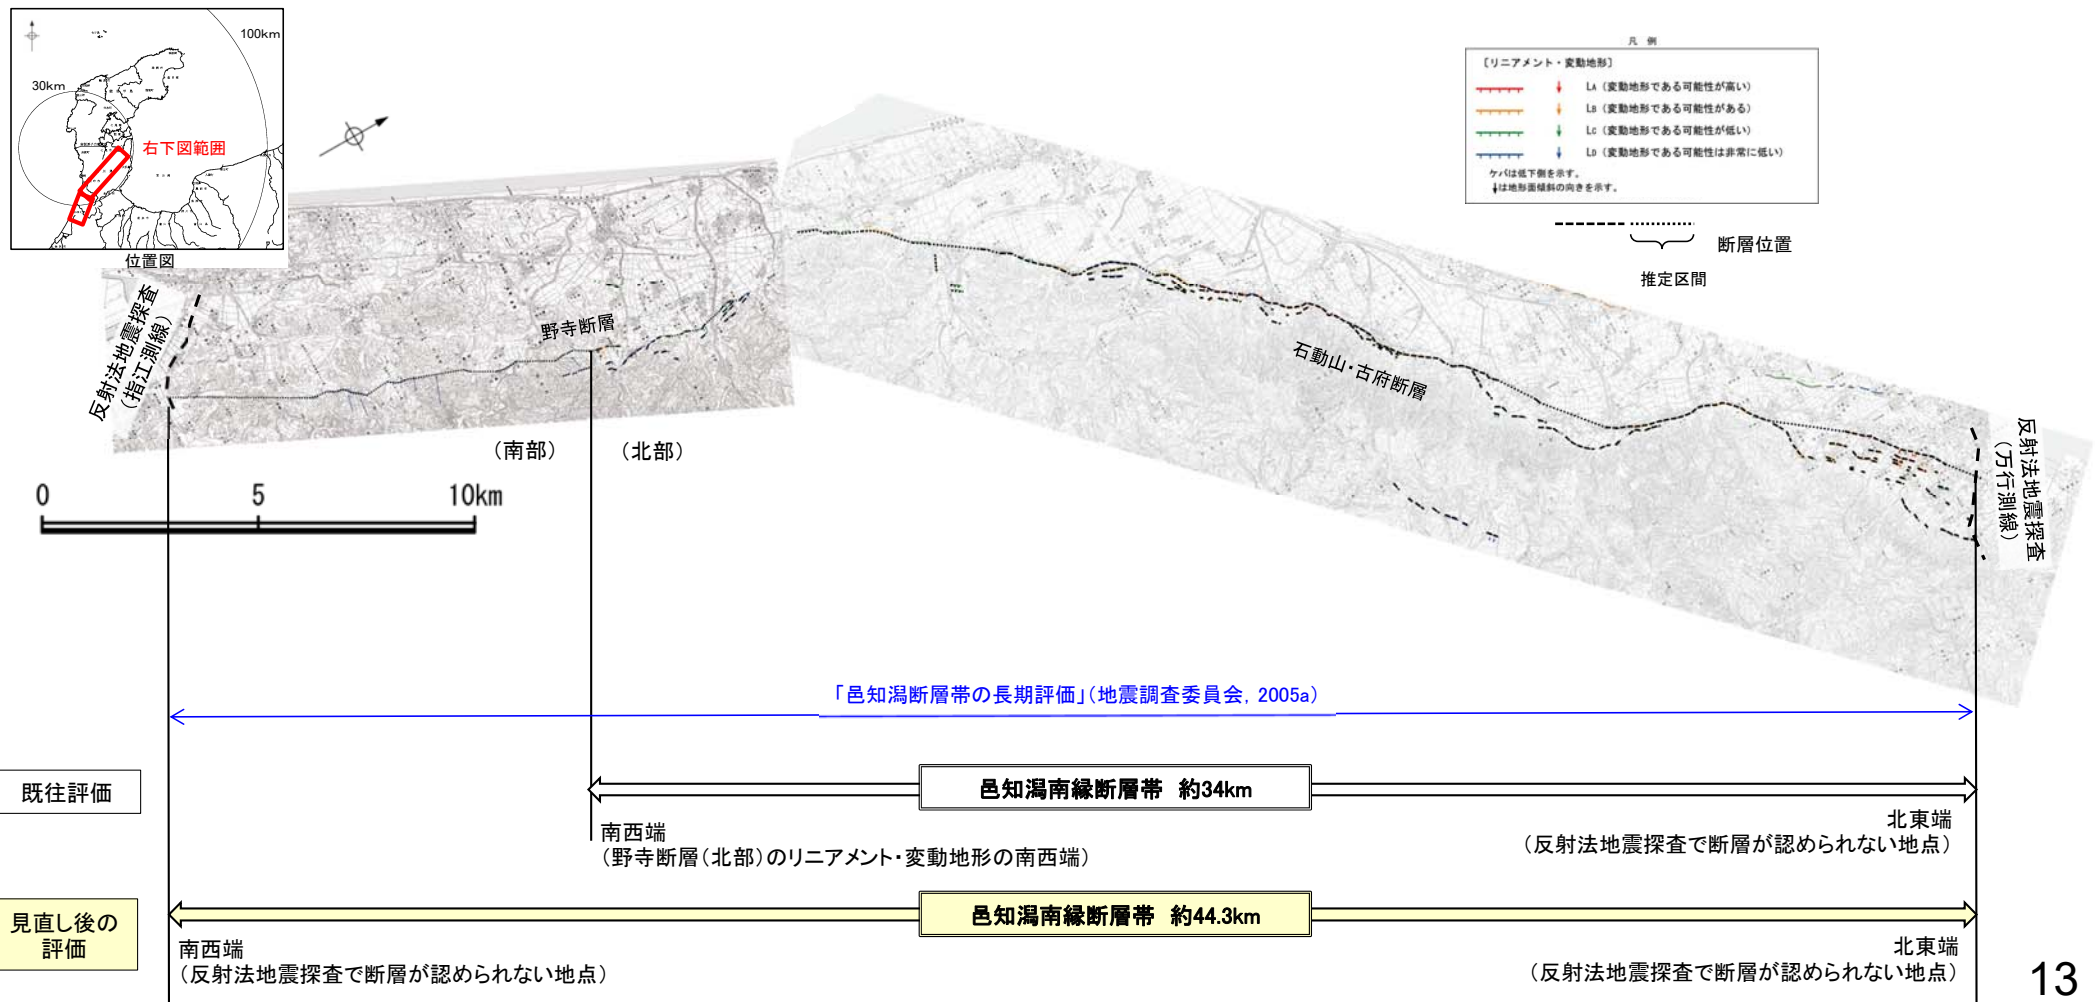 100km
30km
右下図範囲
位置図
凡 例
［リニアメント・変動地形］
LA（変動地形である可能性が高い）
LB（変動地形である可能性がある）
LC（変動地形である可能性が低い）
LD（変動地形である可能性は非常に低い）
ケバは低下側を示す。
↓は地形面傾斜の向きを示す。
断層位置
推定区間
反射法地震探査
（指江測線）
野寺断層
石動山・古府断層
反射法地震探査
（万行測線）
（南部）
（北部）
0 5 10km
「邑知潟断層帯の長期評価」（地震調査委員会, 2005a）
既往評価
邑知潟南縁断層帯 約34km
南西端
（野寺断層（北部）のリニアメント・変動地形の南西端）
北東端
（反射法地震探査で断層が認められない地点）
見直し後の
評価
邑知潟南縁断層帯 約44.3km
南西端
（反射法地震探査で断層が認められない地点）
北東端
（反射法地震探査で断層が認められない地点）
13